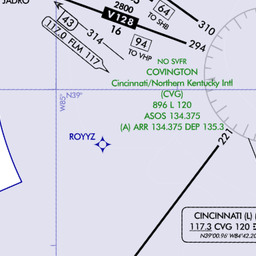 JADRO
2800
V128
16
64
TO SHB
310
43
314
117.0 FLM 117
94
TO VHP
294
NO SVFR
COVINGTON
Cincinnati/Northern Kentucky Intl
(CVG)
896 L 120
ASOS 134.375
(A) ARR 134.375 DEP 135.3
W85°
N39°
ROYYZ
221
CINCINNATI (L)
117.3 CVG 120
N39°00.96' W84°42.20